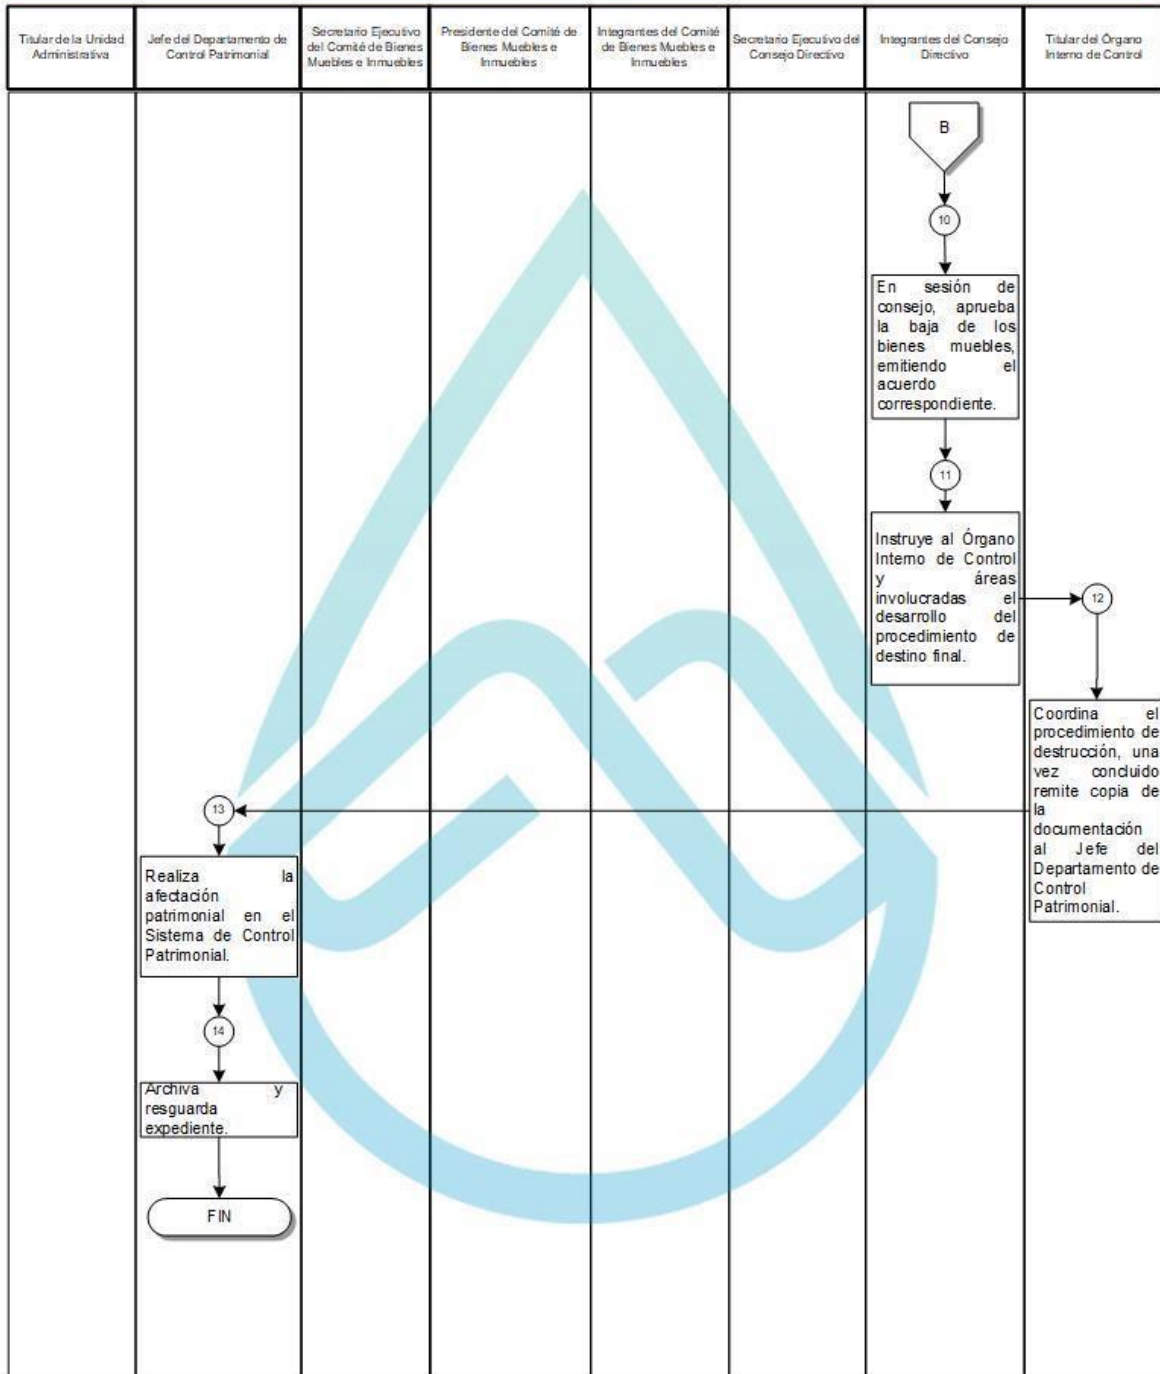 Titular de la Unidad
Administrativa
Jefe del Departamento de
Control Patrimonial
Secretario Ejecutivo
del Comité de Bienes
Muebles e Inmuebles
Presidente del Comité de
Bienes Muebles e
Inmuebles
Integrantes del Comité
de Bienes Muebles e
Inmuebles
Secretario Ejecutivo del
Consejo Directivo
Integrantes del Consejo
Directivo
Titular del Órgano
Interno de Control
B
10
En sesión de
consejo, aprueba
la baja de los
bienes muebles,
emitiendo el
acuerdo
correspondiente.
11
Instruye al Órgano
Interno de Control
y áreas
involucradas el
desarrollo del
procedimiento de
destino final.
12
Coordina el
procedimiento de
destrucción, una
vez concluido
remite copia de
la
documentación
al Jefe del
Departamento de
Control
Patrimonial.
13
Realiza la
afectación
patrimonial en el
Sistema de Control
Patrimonial.
14
Archiva y
resguarda
expediente.
FIN